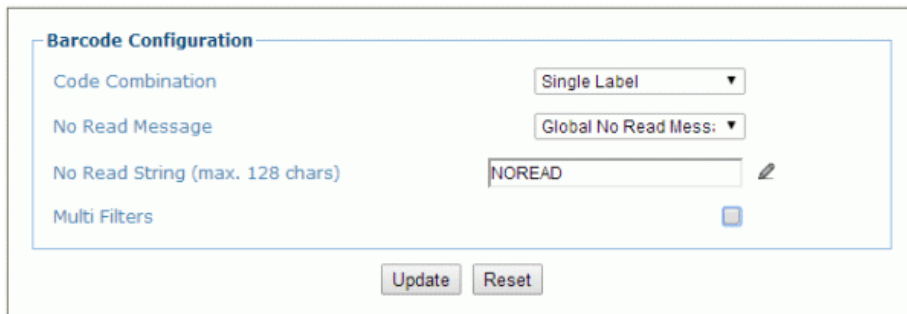 Barcode Configuration
Code Combination Single Label
No Read Message Global No Read Mess
No Read String (max. 128 chars) NOREAD
Multi Filters
Update Reset